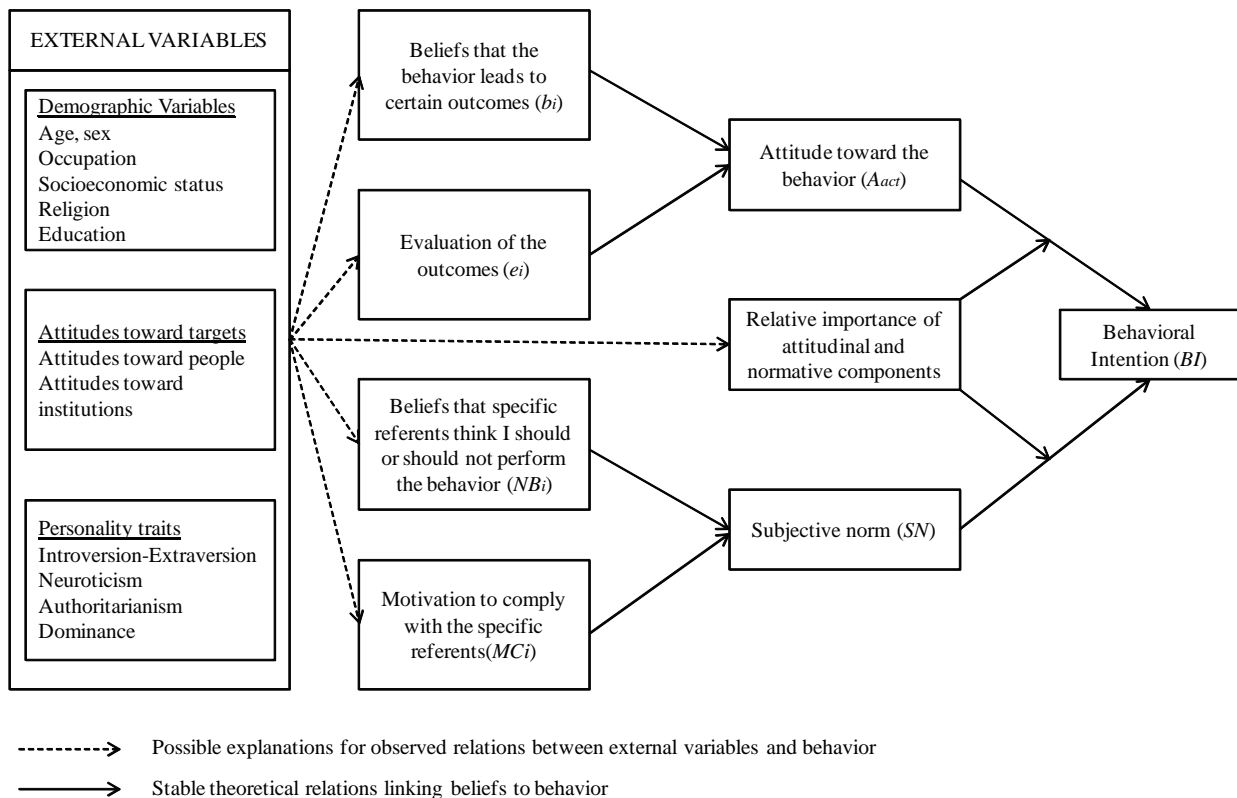 EXTERNAL VARIABLES
Demographic Variables
Age, sex
Occupation
Socioeconomic status
Religion
Education
Attitudes toward targets
Attitudes toward people
Attitudes toward
institutions
Personality traits
Introversion-Extraversion
Neuroticism
Authoritarianism
Dominance
Beliefs that the
behavior leads to
certain outcomes (bi)
Evaluation of the
outcomes (ei)
Beliefs that specific
referents think I should
or should not perform
the behavior (NBi)
Motivation to comply
with the specific
referents(MCi)
Attitude toward the
behavior (Aact)
Relative importance of
attitudinal and
normative components
Subjective norm (SN)
Behavioral
Intention (BI)
Possible explanations for observed relations between external variables and behavior
Stable theoretical relations linking beliefs to behavior